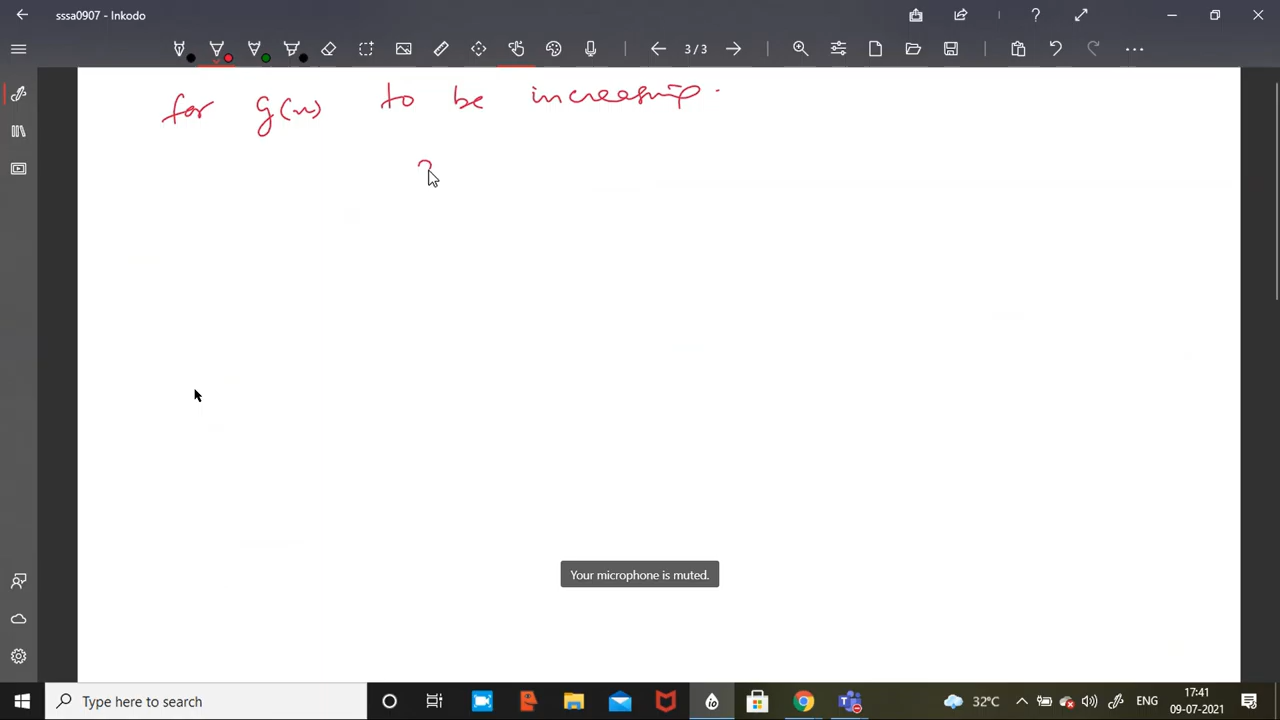 sssa0907 - Inkodo
3/3
for g(x) to be increasing.
Your microphone is muted.
Type here to search
32°C
ENG
17:41
09-07-2021